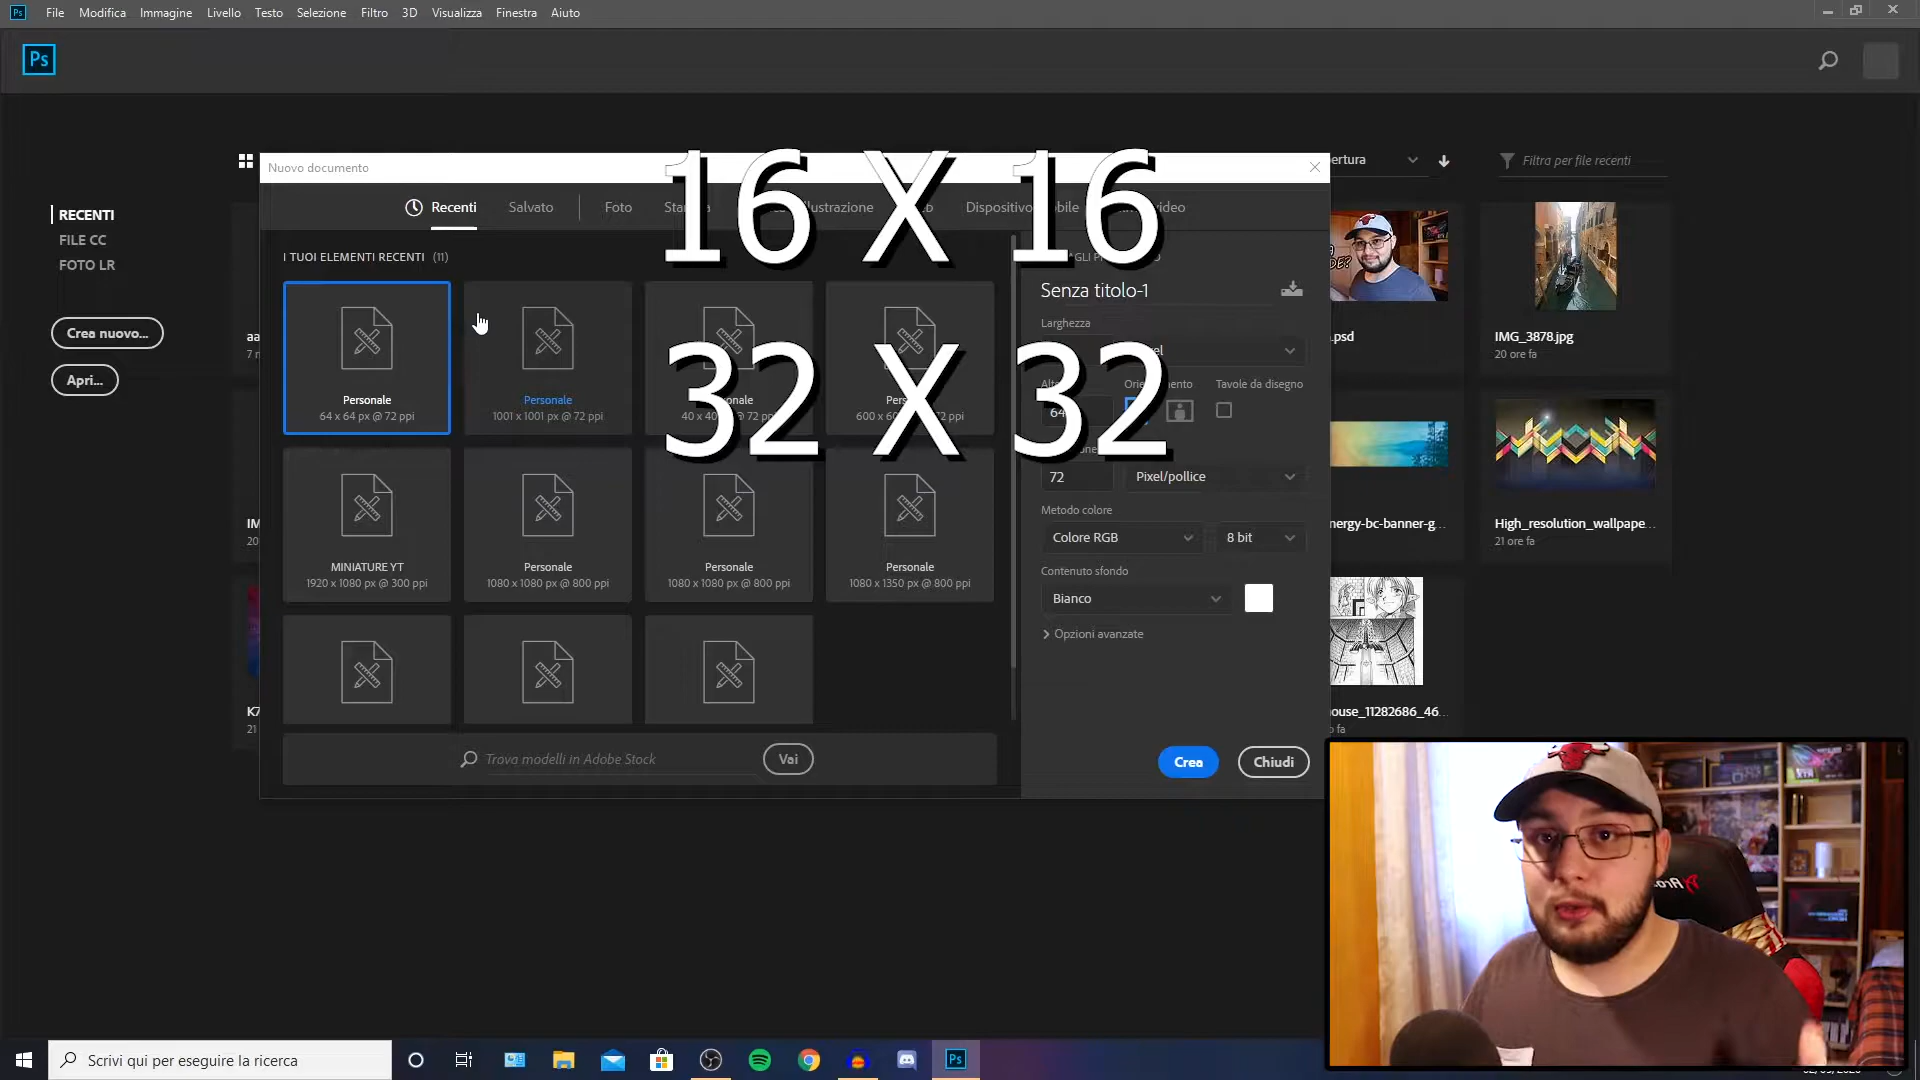 Ps File Modifica Immagine Livello Testo Selezione Filtro 3D Visualizza Finestra Aiuto
Ps
Nuovo documento
16 X 16
32 X 32
Filtra per file recenti
RECENTI
FILE CC
FOTO LR
Crea nuovo...
Apri...
Recenti Salvato Foto
I TUOI ELEMENTI RECENTI (11)
Personale
64 x 64 px @ 72 ppi
Personale
1001 x 1001 px @ 72 ppi
MINIATURE YT
1920 x 1080 px @ 300 ppi
Personale
1080 x 1080 px @ 800 ppi
Personale
1080 x 1080 px @ 800 ppi
Personale
1080 x 1350 px @ 800 ppi
Trova modelli in Adobe Stock Vai
Senza titolo-1
Larghezza
Tavole da disegno
72 Pixel/pollice
Metodo colore
Colore RGB 8 bit
Contenuto sfondo
Bianco
Opzioni avanzate
Crea Chiudi
.psd
IMG_3878.jpg
20 ore fa
nergy-bc-banner-g...
High_resolution_wallpape...
21 ore fa
ouse_11282686_46...
Scrivi qui per eseguire la ricerca
Ps